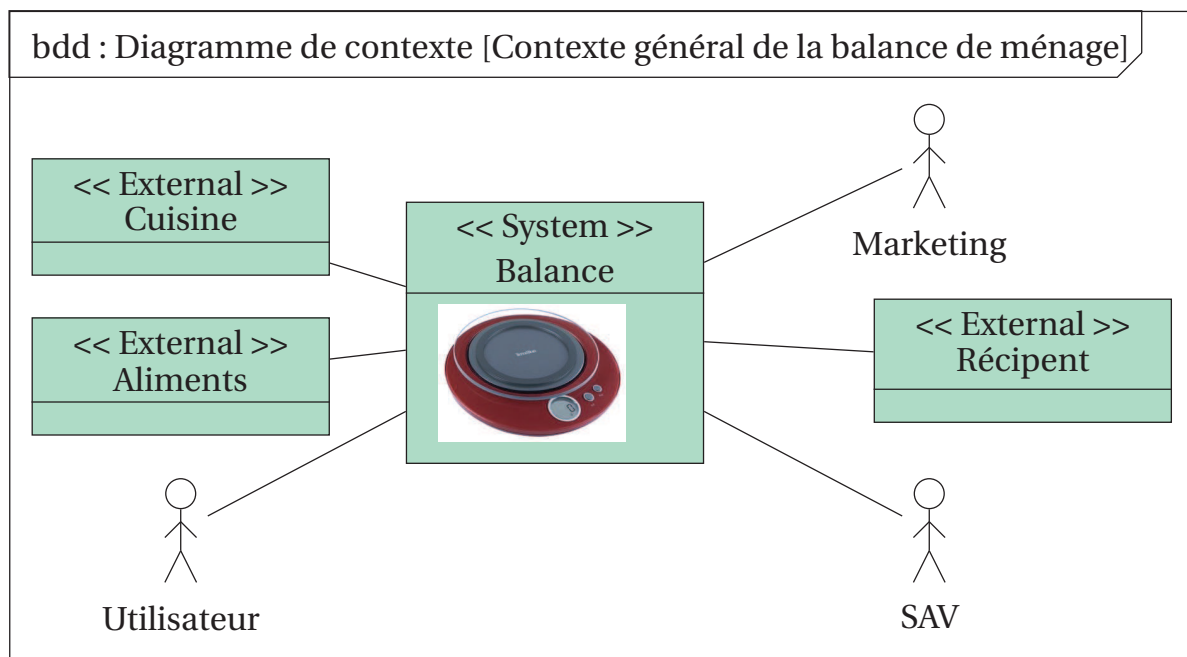 bdd : Diagramme de contexte [Contexte général de la balance de ménage]
<< External >>
Cuisine
<< External >>
Aliments
Utilisateur
<< System >>
Balance
Marketing
<< External >>
Récipent
SAV